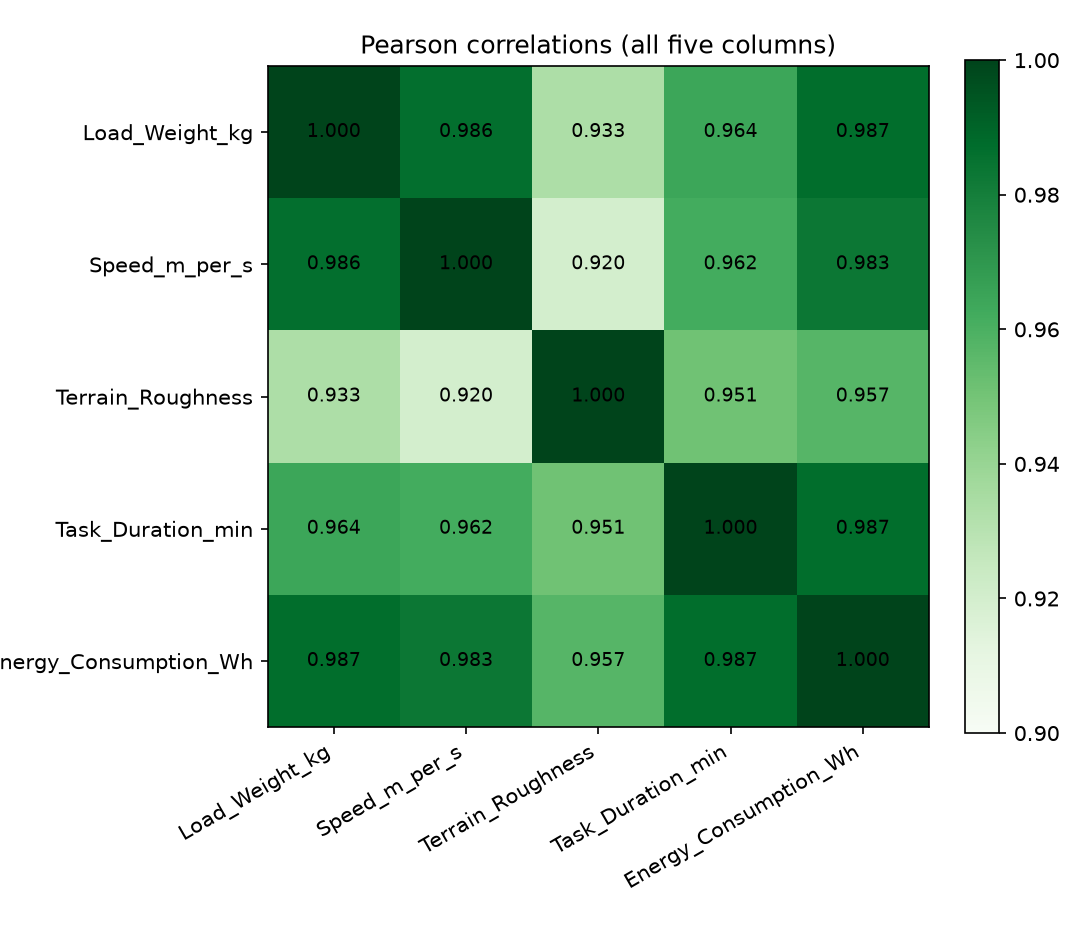 Pearson correlations (all five columns)
Load_Weight_kg 1.000 0.986 0.933 0.964 0.987
Speed_m_per_s 0.986 1.000 0.920 0.962 0.983
Terrain_Roughness 0.933 0.920 1.000 0.951 0.957
Task_Duration_min 0.964 0.962 0.951 1.000 0.987
nergy_Consumption_Wh 0.987 0.983 0.957 0.987 1.000
Load_Weight_kg
Speed_m_per_s
Terrain_Roughness
Task_Duration_min
Energy_Consumption_Wh
1.00
0.98
0.96
0.94
0.92
0.90